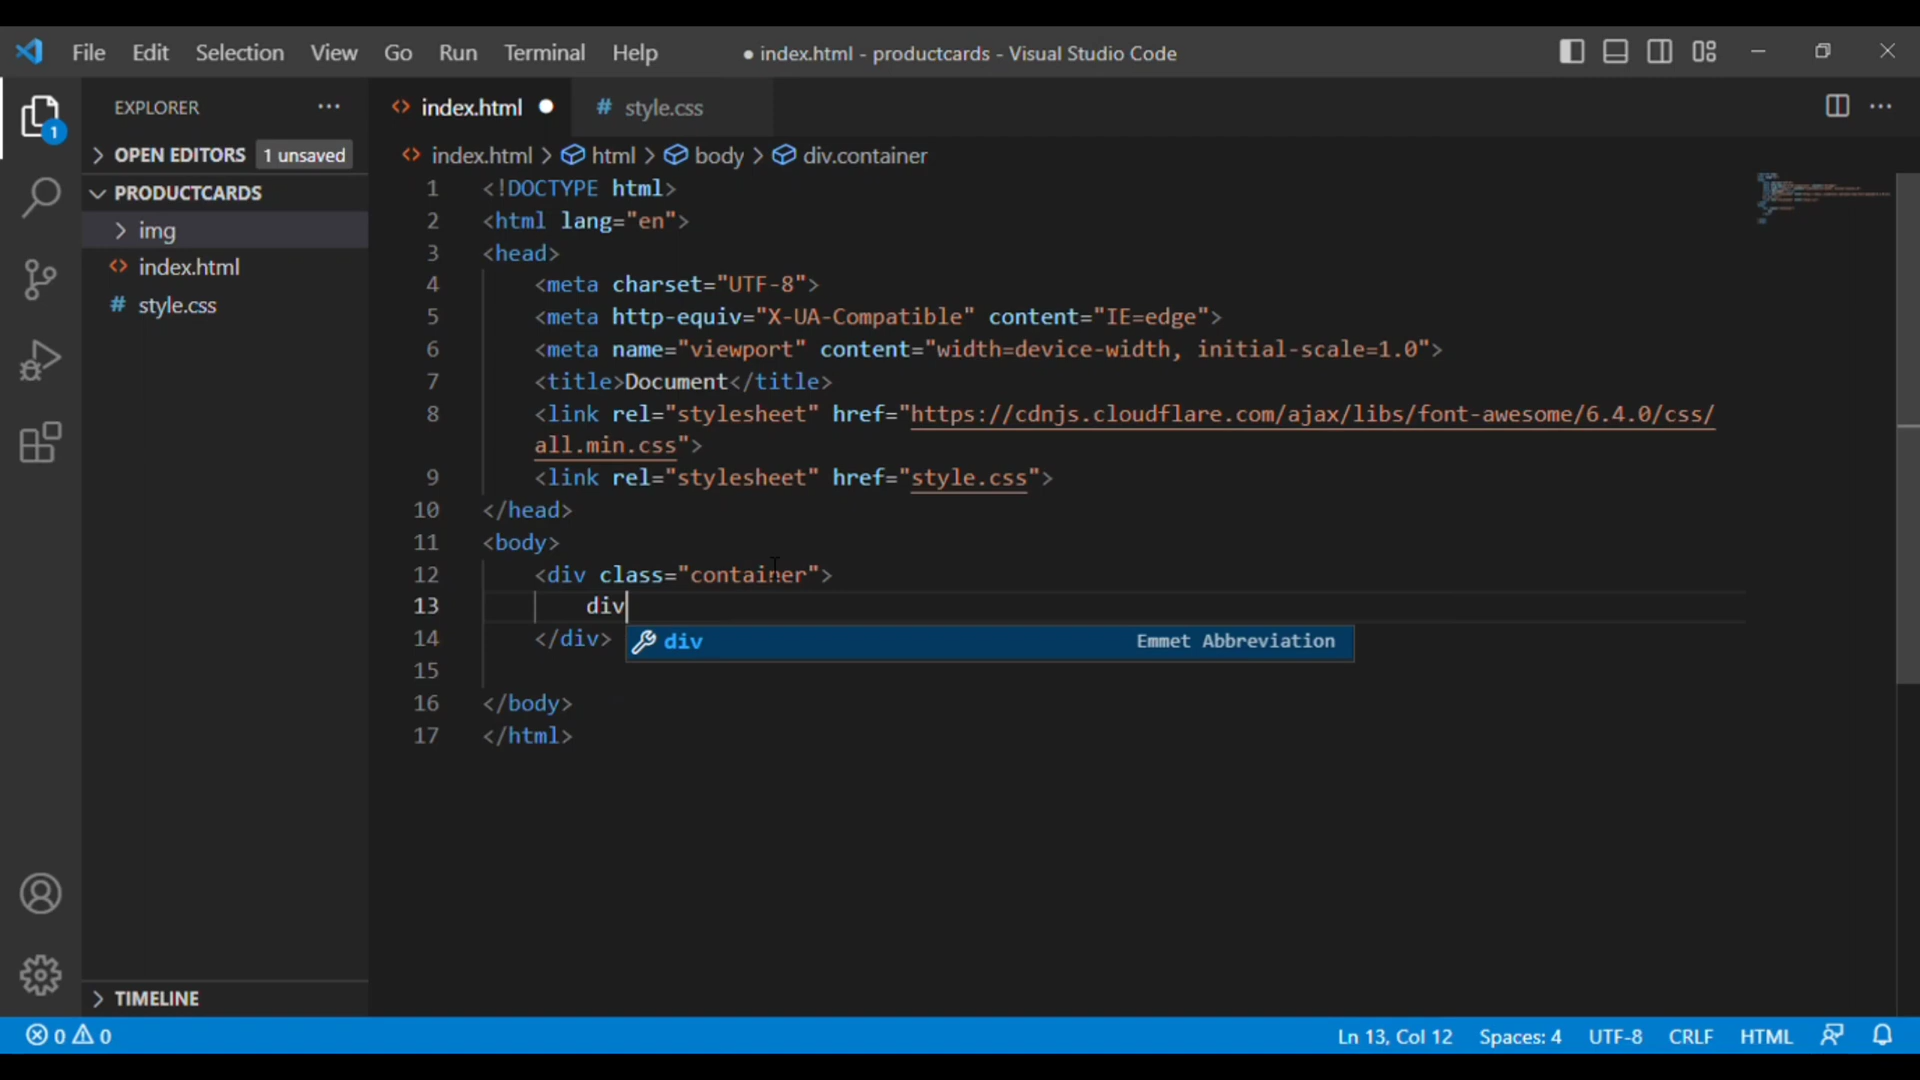 File Edit Selection View Go Run Terminal Help ● index.html - productcards - Visual Studio Code
EXPLORER ···
index.html ●
# style.css
1
OPEN EDITORS 1 unsaved
index.html > html > body > div.container
PRODUCTCARDS
img
index.html
# style.css
1 <!DOCTYPE html>
2 <html lang="en">
3 <head>
4 <meta charset="UTF-8">
5 <meta http-equiv="X-UA-Compatible" content="IE=edge">
6 <meta name="viewport" content="width=device-width, initial-scale=1.0">
7 <title>Document</title>
8 <link rel="stylesheet" href="https://cdnjs.cloudflare.com/ajax/libs/font-awesome/6.4.0/css/
all.min.css">
9 <link rel="stylesheet" href="style.css">
10 </head>
11 <body>
12 <div class="container">
13 div
14 </div>
div Emmet Abbreviation
15
16 </body>
17 </html>
TIMELINE
0 0 Ln 13, Col 12 Spaces: 4 UTF-8 CRLF HTML